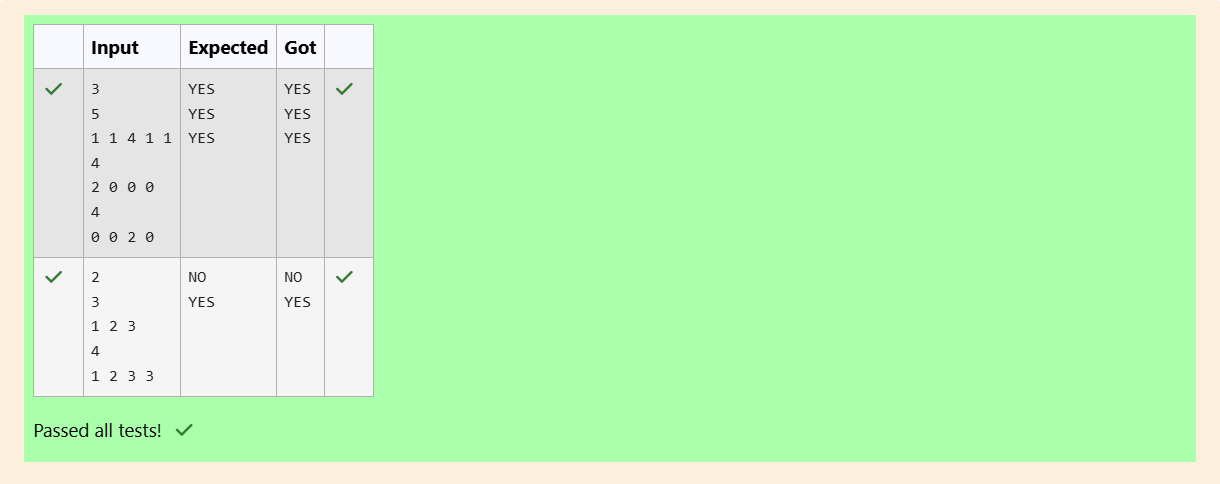 Input Expected Got
3 YES YES
5 YES YES
1 1 4 1 1 YES YES
4
2 0 0 0
4
0 0 2 0
2 NO NO
3 YES YES
1 2 3
4
1 2 3 3
Passed all tests!